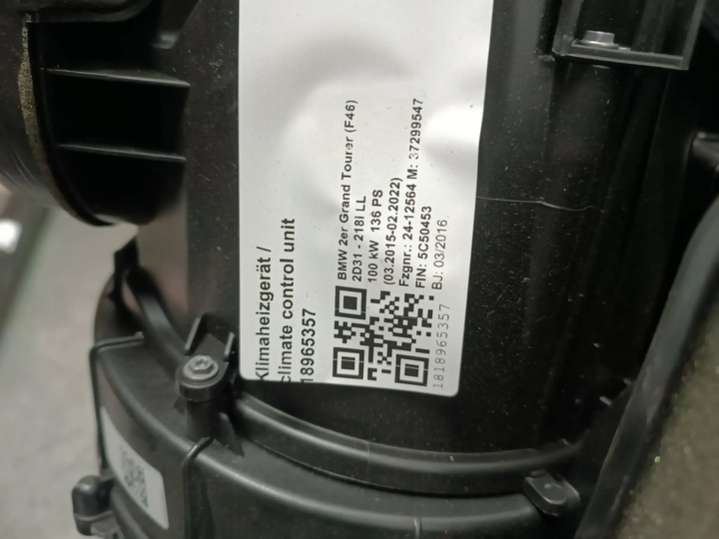 Klimaheizgerät /
climate control unit
18965357
BMW 2er Grand Tourer (F46)
2D31 - 218i LL
100 kW 136 PS
(03.2015-02.2022)
Fzgnr.: 24-12564 M: 37299547
FIN: 5C50453
BJ: 03/2016
1818965357